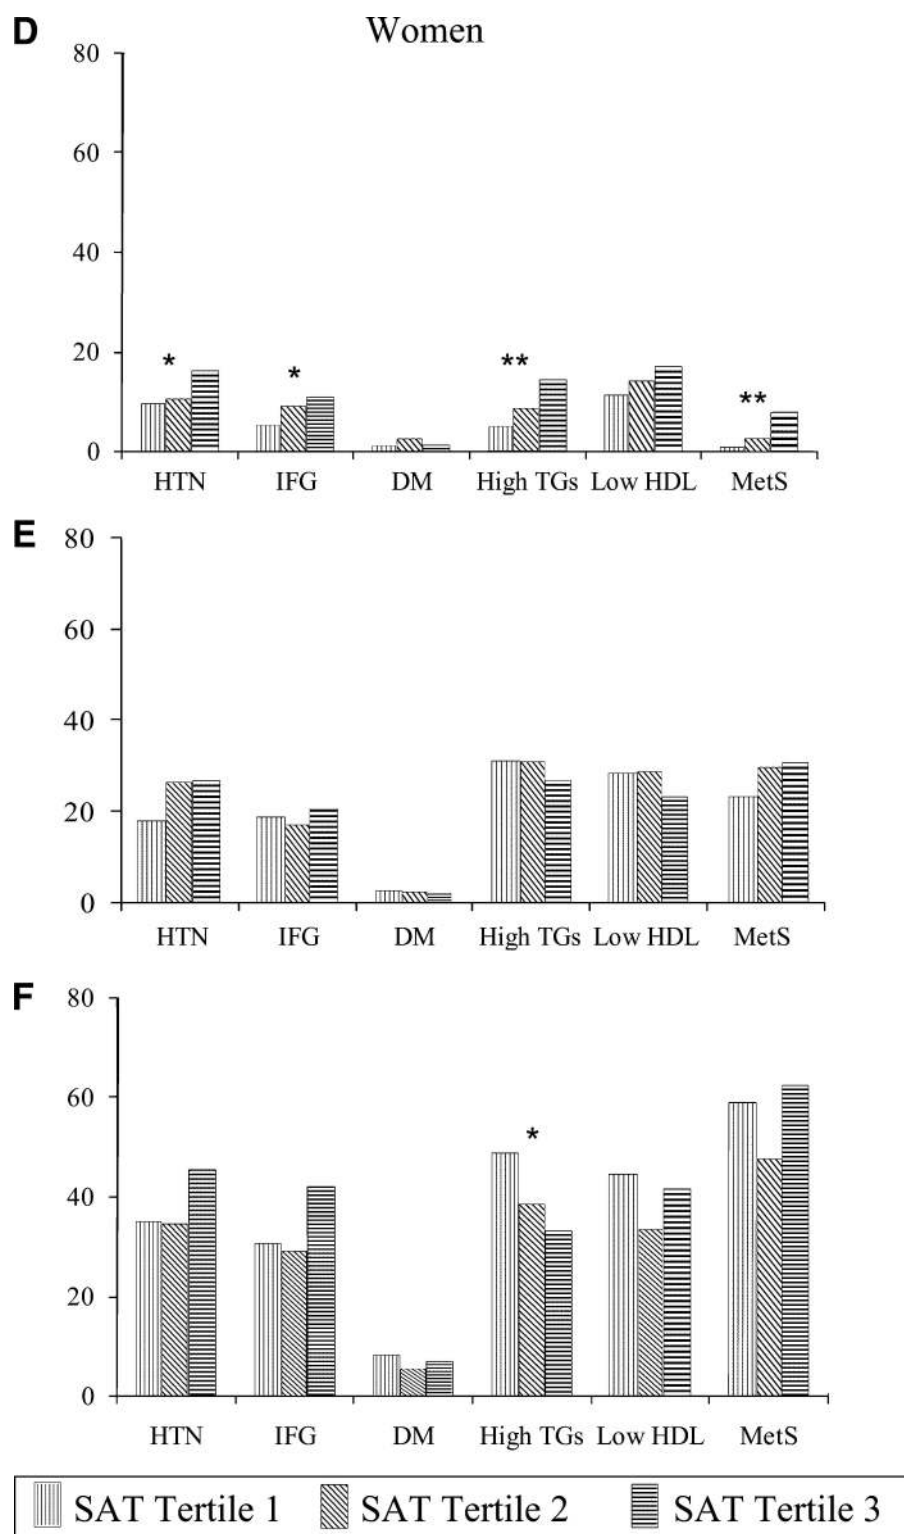 D Women
80
60
40
20
0
* * ** **
HTN IFG DM High TGs Low HDL MetS
E 80
60
40
20
0
HTN IFG DM High TGs Low HDL MetS
F 80
60
40
20
0
*
HTN IFG DM High TGs Low HDL MetS
SAT Tertile 1 SAT Tertile 2 SAT Tertile 3